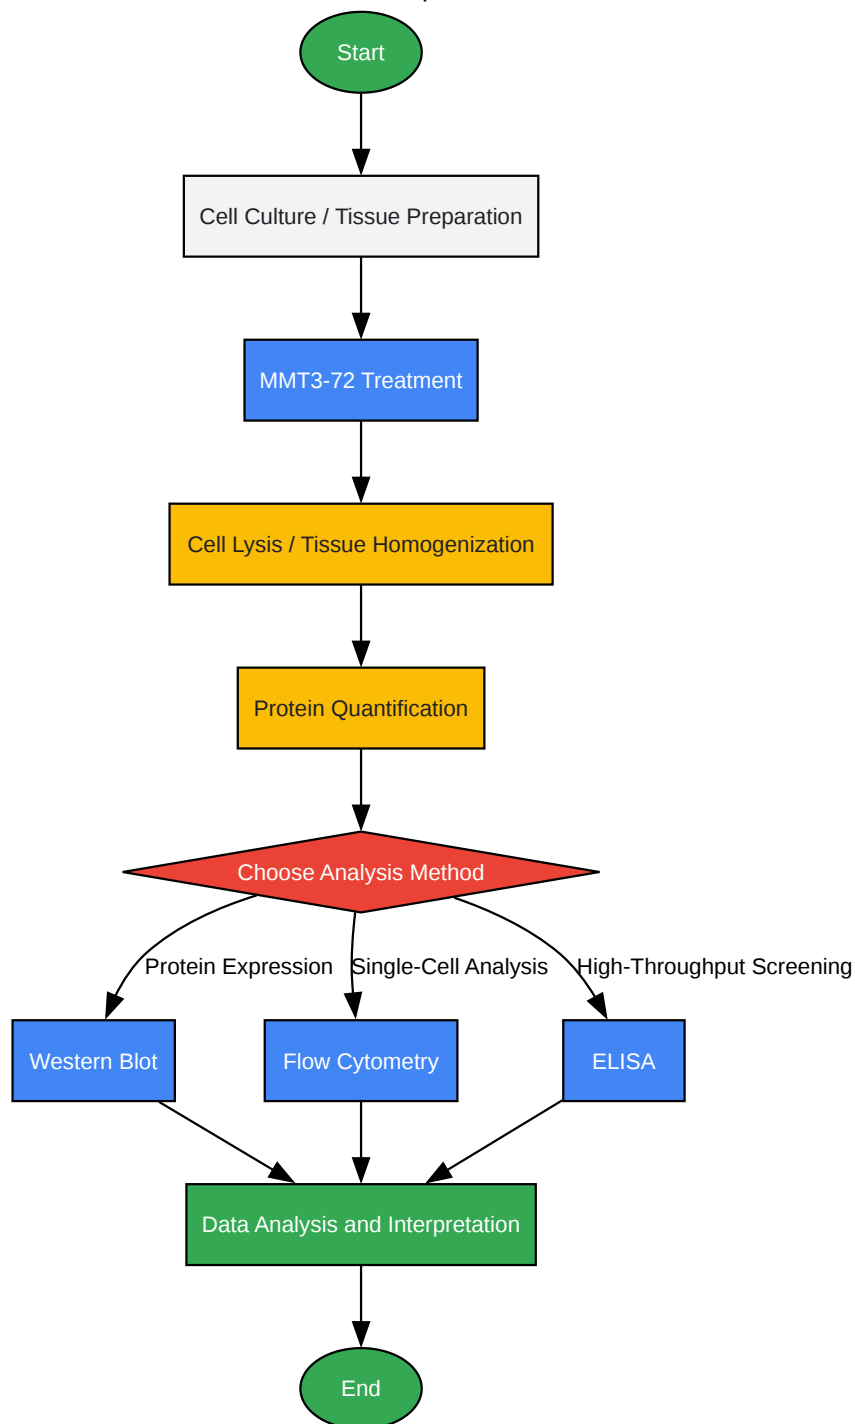 Start
Cell Culture / Tissue Preparation
MMT3-72 Treatment
Cell Lysis / Tissue Homogenization
Protein Quantification
Choose Analysis Method
Protein Expression
Single-Cell Analysis
High-Throughput Screening
Western Blot
Flow Cytometry
ELISA
Data Analysis and Interpretation
End